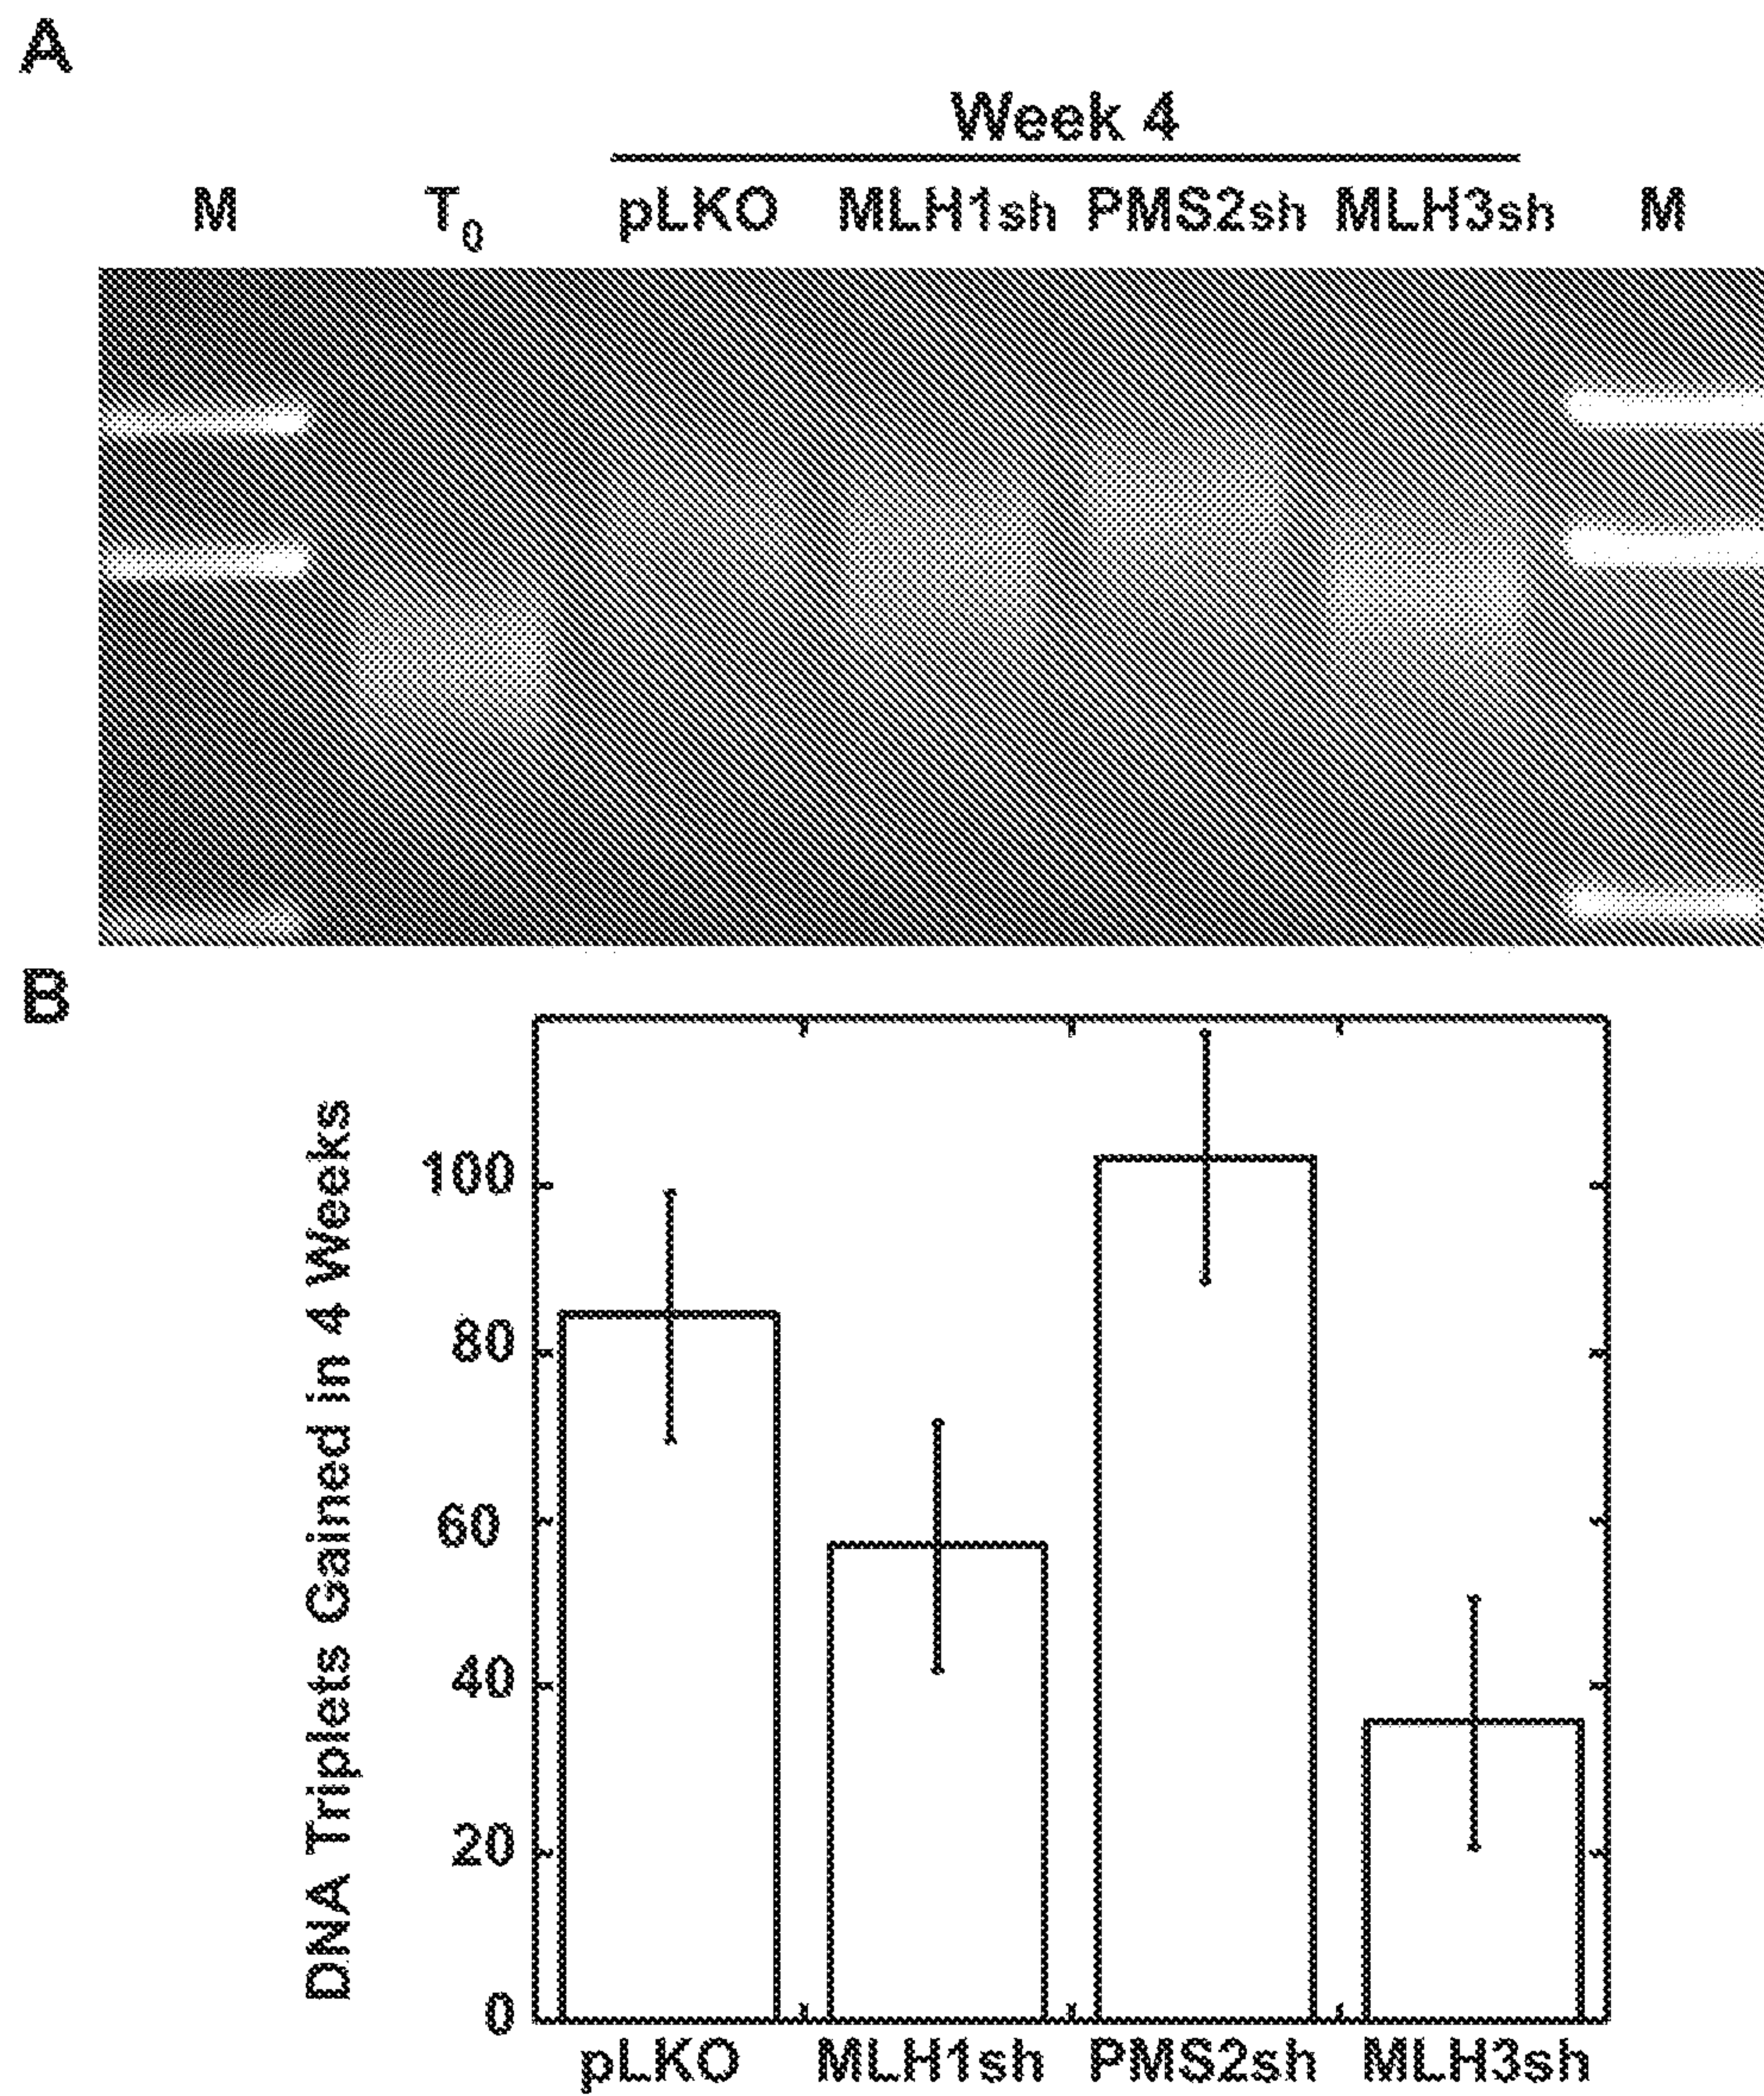 A
Week 4
M T0 pLKO MLH1sh PMS2sh MLH3sh M
B
DNA Triplets Gained in 4 Weeks
100
80
60
40
20
0
pLKO MLH1sh PMS2sh MLH3sh